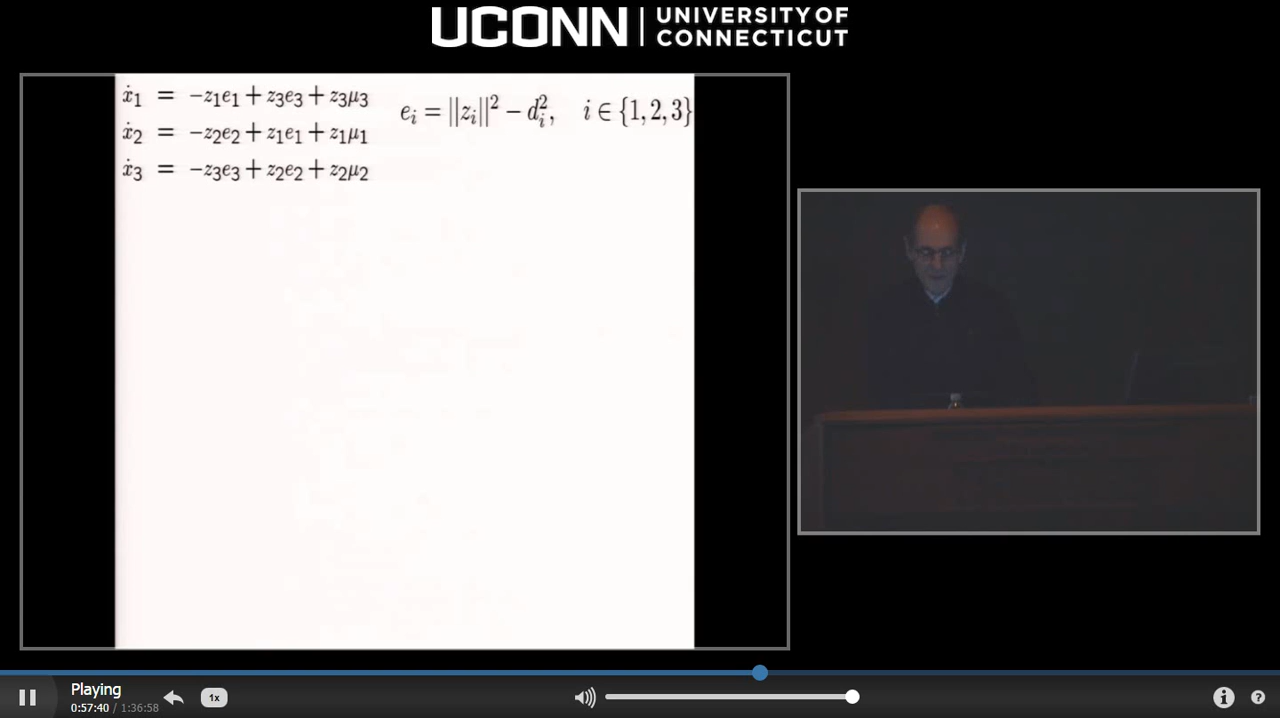 UCONN | UNIVERSITY OF
CONNECTICUT
ẋ₁ = −z₁e₁ + z₃e₃ + z₃μ₃
eᵢ = ||zᵢ||² − dᵢ², i ∈ {1, 2, 3}
ẋ₂ = −z₂e₂ + z₁e₁ + z₁μ₁
ẋ₃ = −z₃e₃ + z₂e₂ + z₂μ₂
Playing
1x
0:57:40 / 1:36:58
i
?